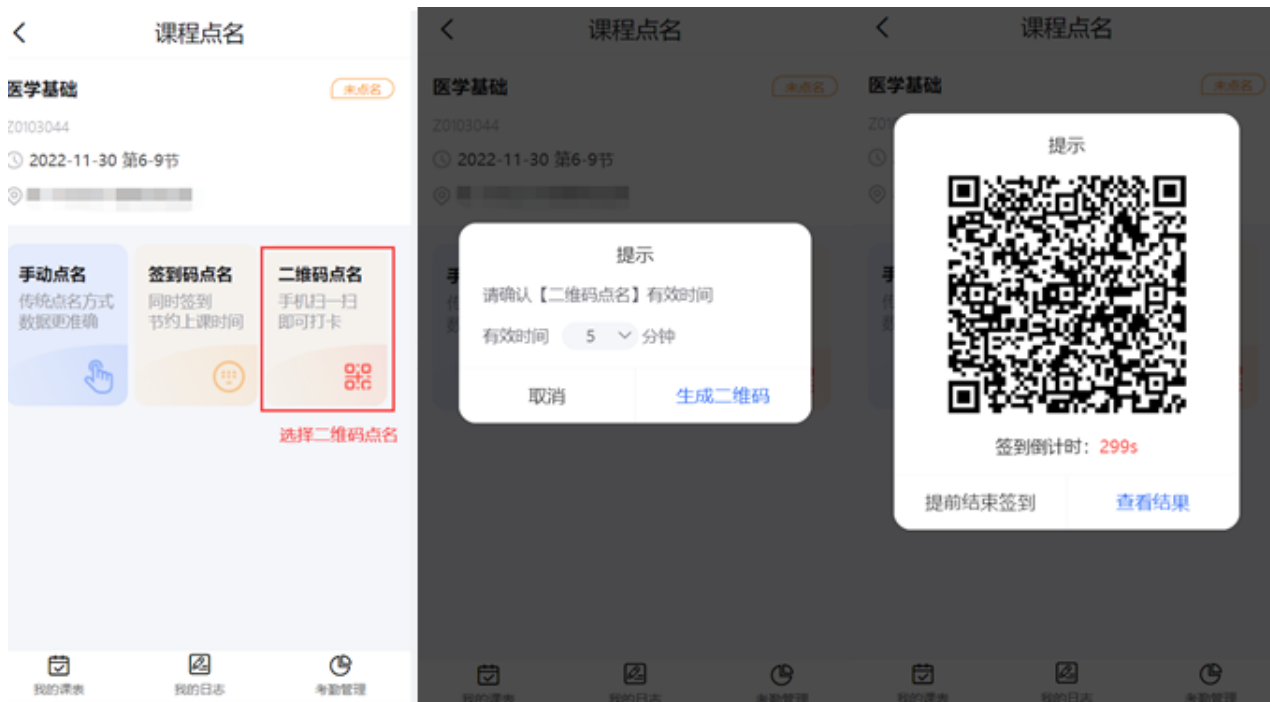 课程点名
医学基础
未点名
Z0103044
2022-11-30 第6-9节
手动点名
传统点名方式
数据更准确
签到码点名
同时签到
节约上课时间
二维码点名
手机扫一扫
即可打卡
选择二维码点名
我的课表
我的日志
考勤管理
课程点名
医学基础
未点名
Z0103044
2022-11-30 第6-9节
手
传
数
提示
请确认【二维码点名】有效时间
有效时间 5 分钟
取消
生成二维码
我的课表
我的日志
考勤管理
课程点名
医学基础
未点名
Z01
提示
签到倒计时：299s
提前结束签到
查看结果
手
我的课表
我的日志
考勤管理